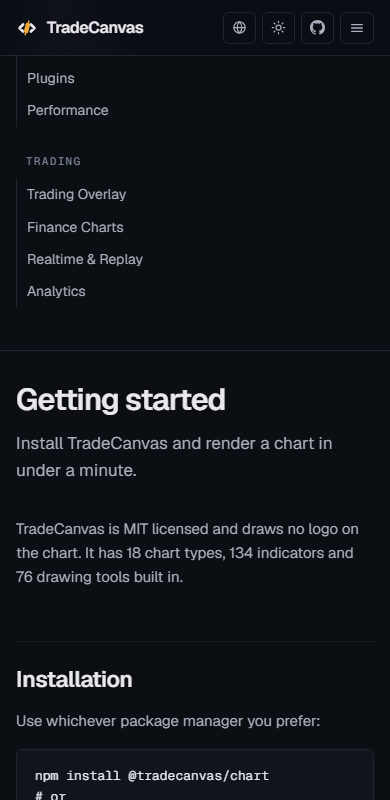 TradeCanvas
Plugins
Performance
TRADING
Trading Overlay
Finance Charts
Realtime & Replay
Analytics
Getting started
Install TradeCanvas and render a chart in
under a minute.
TradeCanvas is MIT licensed and draws no logo on
the chart. It has 18 chart types, 134 indicators and
76 drawing tools built in.
Installation
Use whichever package manager you prefer:
npm install @tradecanvas/chart
# or